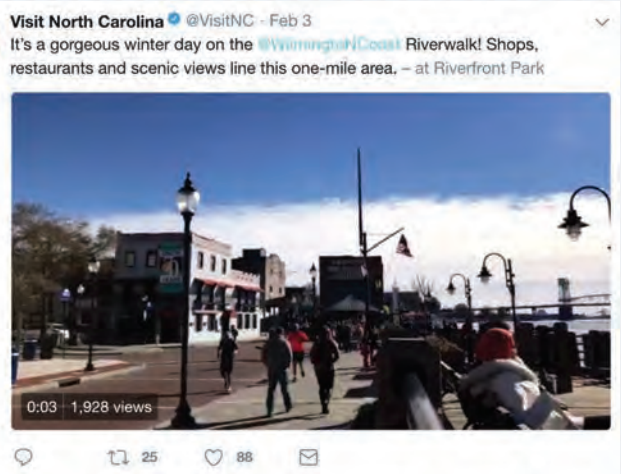 Visit North Carolina @VisitNC · Feb 3
It's a gorgeous winter day on the @WilmingtoNCoast Riverwalk! Shops,
restaurants and scenic views line this one-mile area. – at Riverfront Park
0:03 1,928 views
25 88